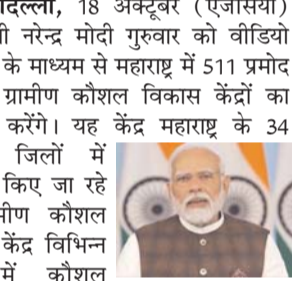 18 अक्टूबर (एजेंसियां)
नरेन्द्र मोदी गुरुवार को वीडियो
के माध्यम से महाराष्ट्र में 511 प्रमोद
ग्रामीण कौशल विकास केंद्रों का
करेंगे। यह केंद्र महाराष्ट्र के 34
जिलों में
किए जा रहे
कौशल
केंद्र विभिन्न
में कौशल